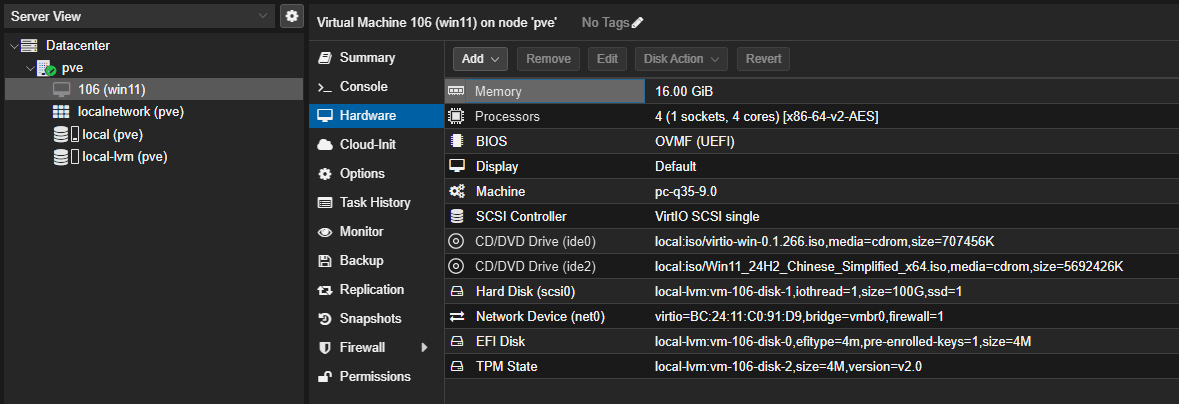 Server View
Virtual Machine 106 (win11) on node 'pve' No Tags
Datacenter
pve
106 (win11)
localnetwork (pve)
local (pve)
local-lvm (pve)
Summary
Console
Hardware
Cloud-Init
Options
Task History
Monitor
Backup
Replication
Snapshots
Firewall
Permissions
Add Remove Edit Disk Action Revert
Memory 16.00 GiB
Processors 4 (1 sockets, 4 cores) [x86-64-v2-AES]
BIOS OVMF (UEFI)
Display Default
Machine pc-q35-9.0
SCSI Controller VirtIO SCSI single
CD/DVD Drive (ide0) local:iso/virtio-win-0.1.266.iso,media=cdrom,size=707456K
CD/DVD Drive (ide2) local:iso/Win11_24H2_Chinese_Simplified_x64.iso,media=cdrom,size=5692426K
Hard Disk (scsi0) local-lvm:vm-106-disk-1,iothread=1,size=100G,ssd=1
Network Device (net0) virtio=BC:24:11:C0:91:D9,bridge=vmbr0,firewall=1
EFI Disk local-lvm:vm-106-disk-0,efitype=4m,pre-enrolled-keys=1,size=4M
TPM State local-lvm:vm-106-disk-2,size=4M,version=v2.0